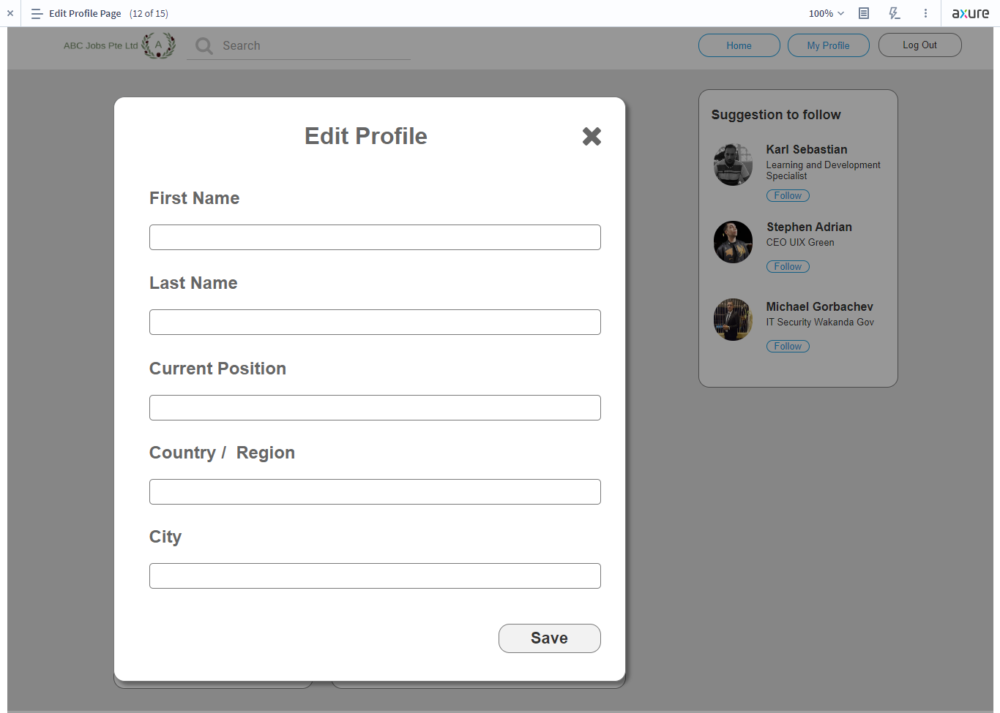 Edit Profile Page (12 of 15)
100%
axure
ABC Jobs Pte Ltd
A
Search
Home
My Profile
Log Out
Edit Profile
First Name
Last Name
Current Position
Country /  Region
City
Save
Suggestion to follow
Karl Sebastian
Learning and Development
Specialist
Follow
Stephen Adrian
CEO UIX Green
Follow
Michael Gorbachev
IT Security Wakanda Gov
Follow